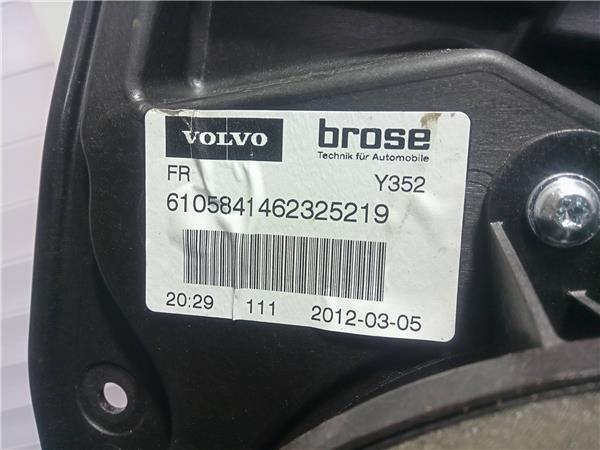 VOLVO brose
Technik für Automobile
FR Y352
6105841462325219
20:29 111 2012-03-05